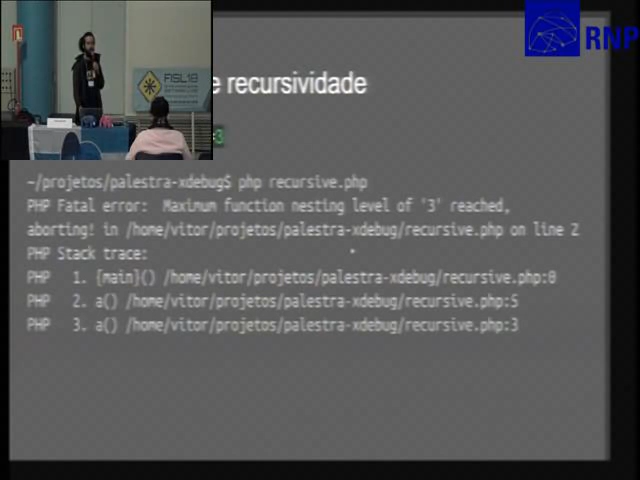 RNP
FISL18
e recursividade
=3
~/projetos/palestra-xdebug$ php recursive.php
PHP Fatal error:  Maximum function nesting level of '3' reached,
aborting! in /home/vitor/projetos/palestra-xdebug/recursive.php on line 2
PHP Stack trace:
PHP   1. {main}() /home/vitor/projetos/palestra-xdebug/recursive.php:0
PHP   2. a() /home/vitor/projetos/palestra-xdebug/recursive.php:5
PHP   3. a() /home/vitor/projetos/palestra-xdebug/recursive.php:3